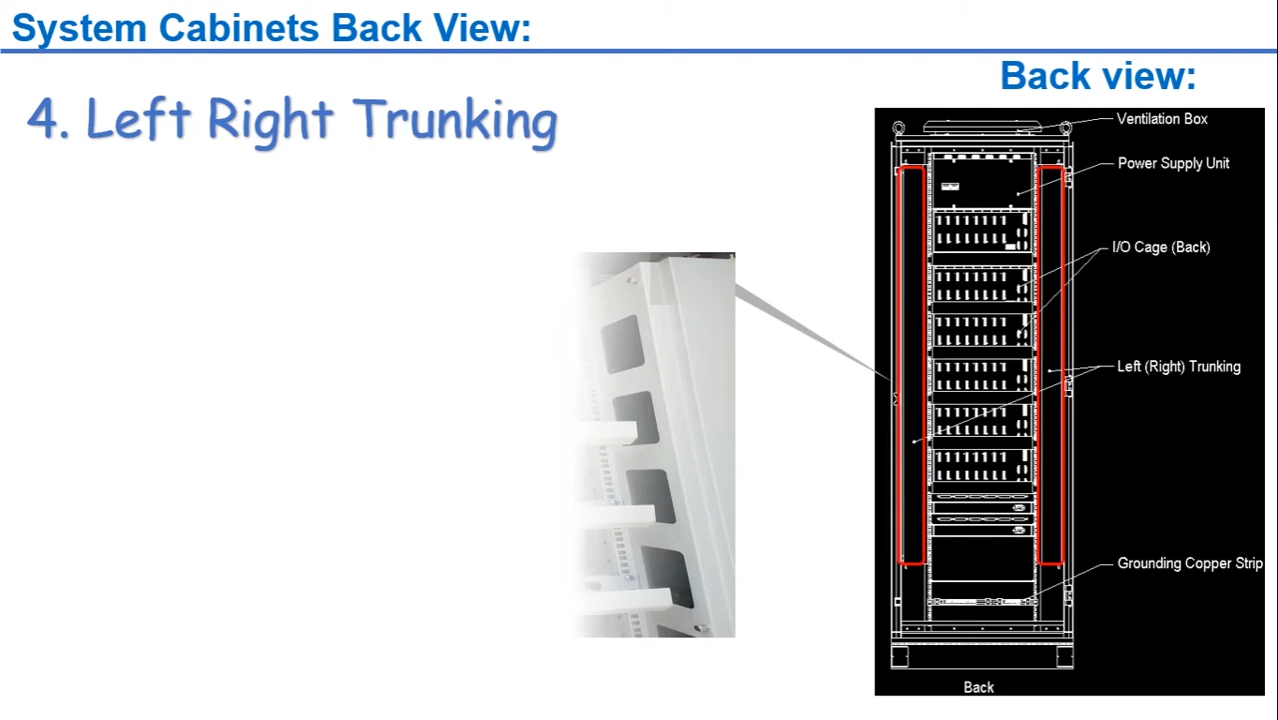 System Cabinets Back View:
Back view:
4. Left Right Trunking
Ventilation Box
Power Supply Unit
I/O Cage (Back)
Left (Right) Trunking
Grounding Copper Strip
Back